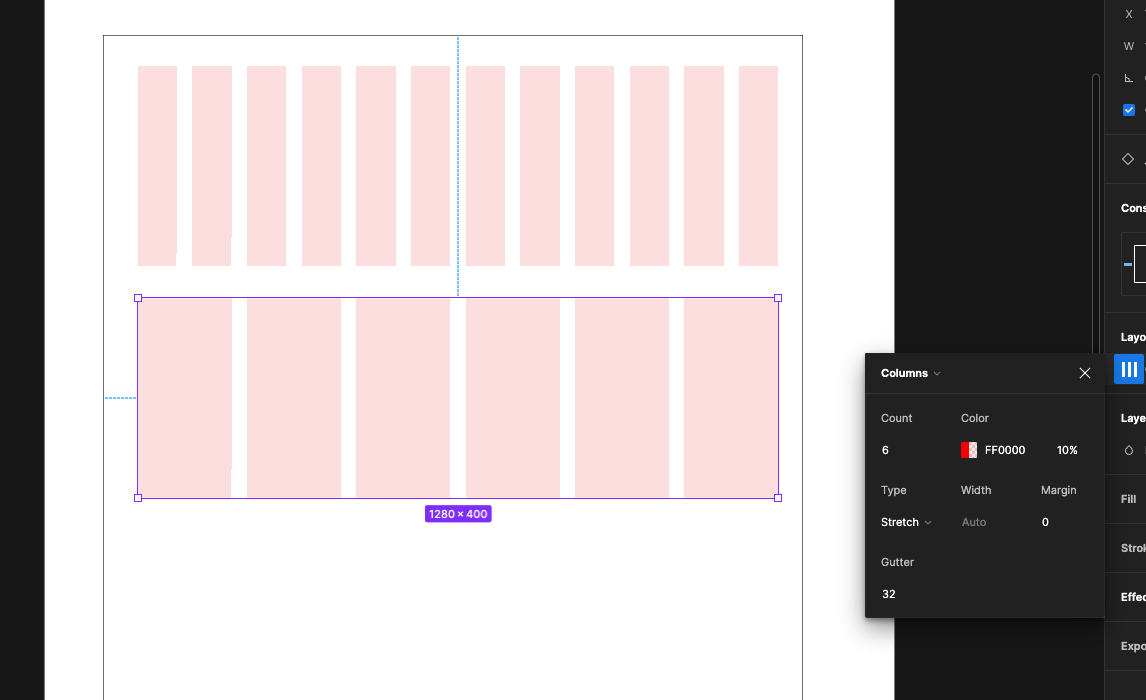 X
W
Cons
Layo
Columns
Count Color
6 FF0000 10%
Laye
Type Width Margin
Fill
Stretch Auto 0
1280 × 400
Strok
Gutter
32
Effec
Expo